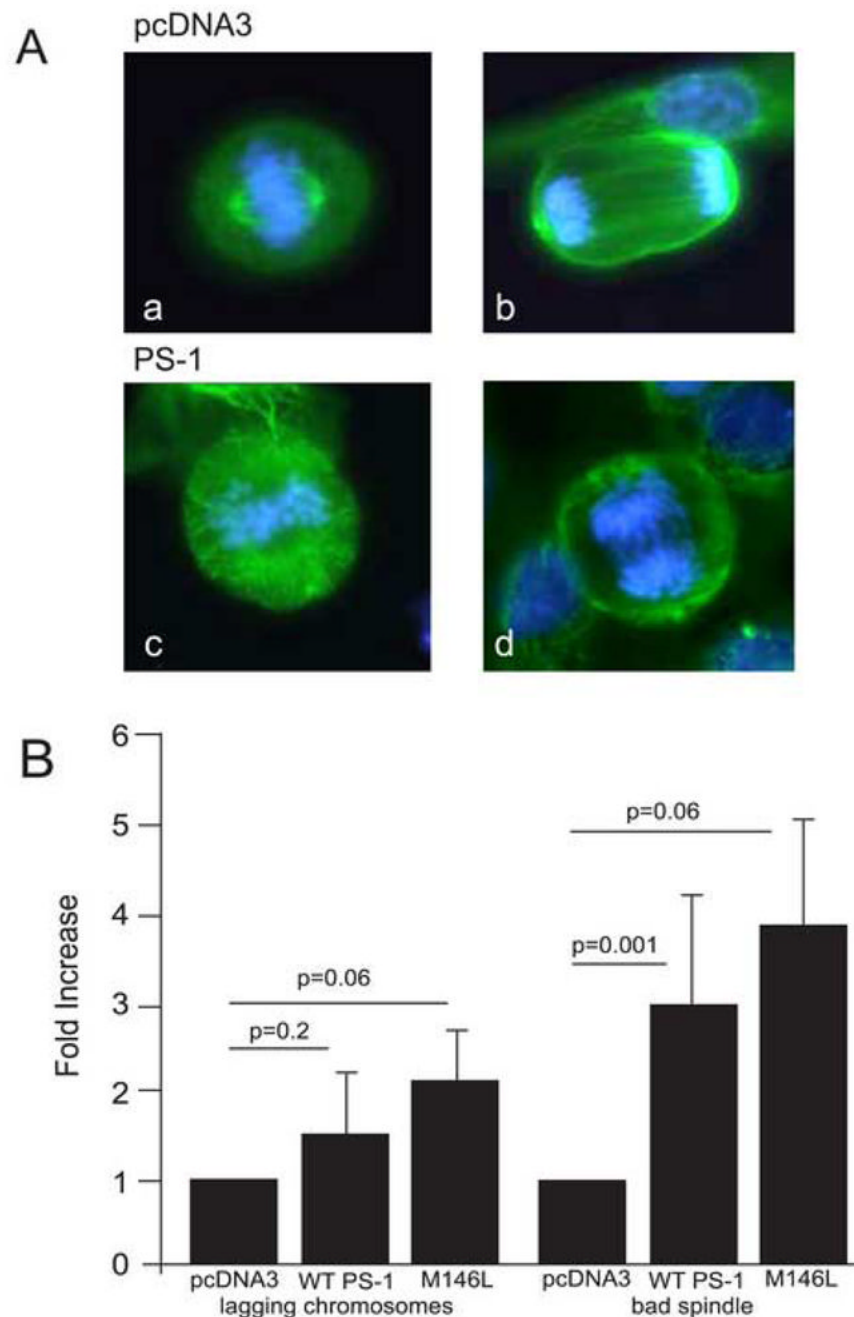 A
pcDNA3
a
b
PS-1
c
d
B
Fold Increase
6
5
4
3
2
1
0
p=0.06
p=0.001
p=0.06
p=0.2
pcDNA3 WT PS-1 M146L pcDNA3 WT PS-1 M146L
lagging chromosomes bad spindle